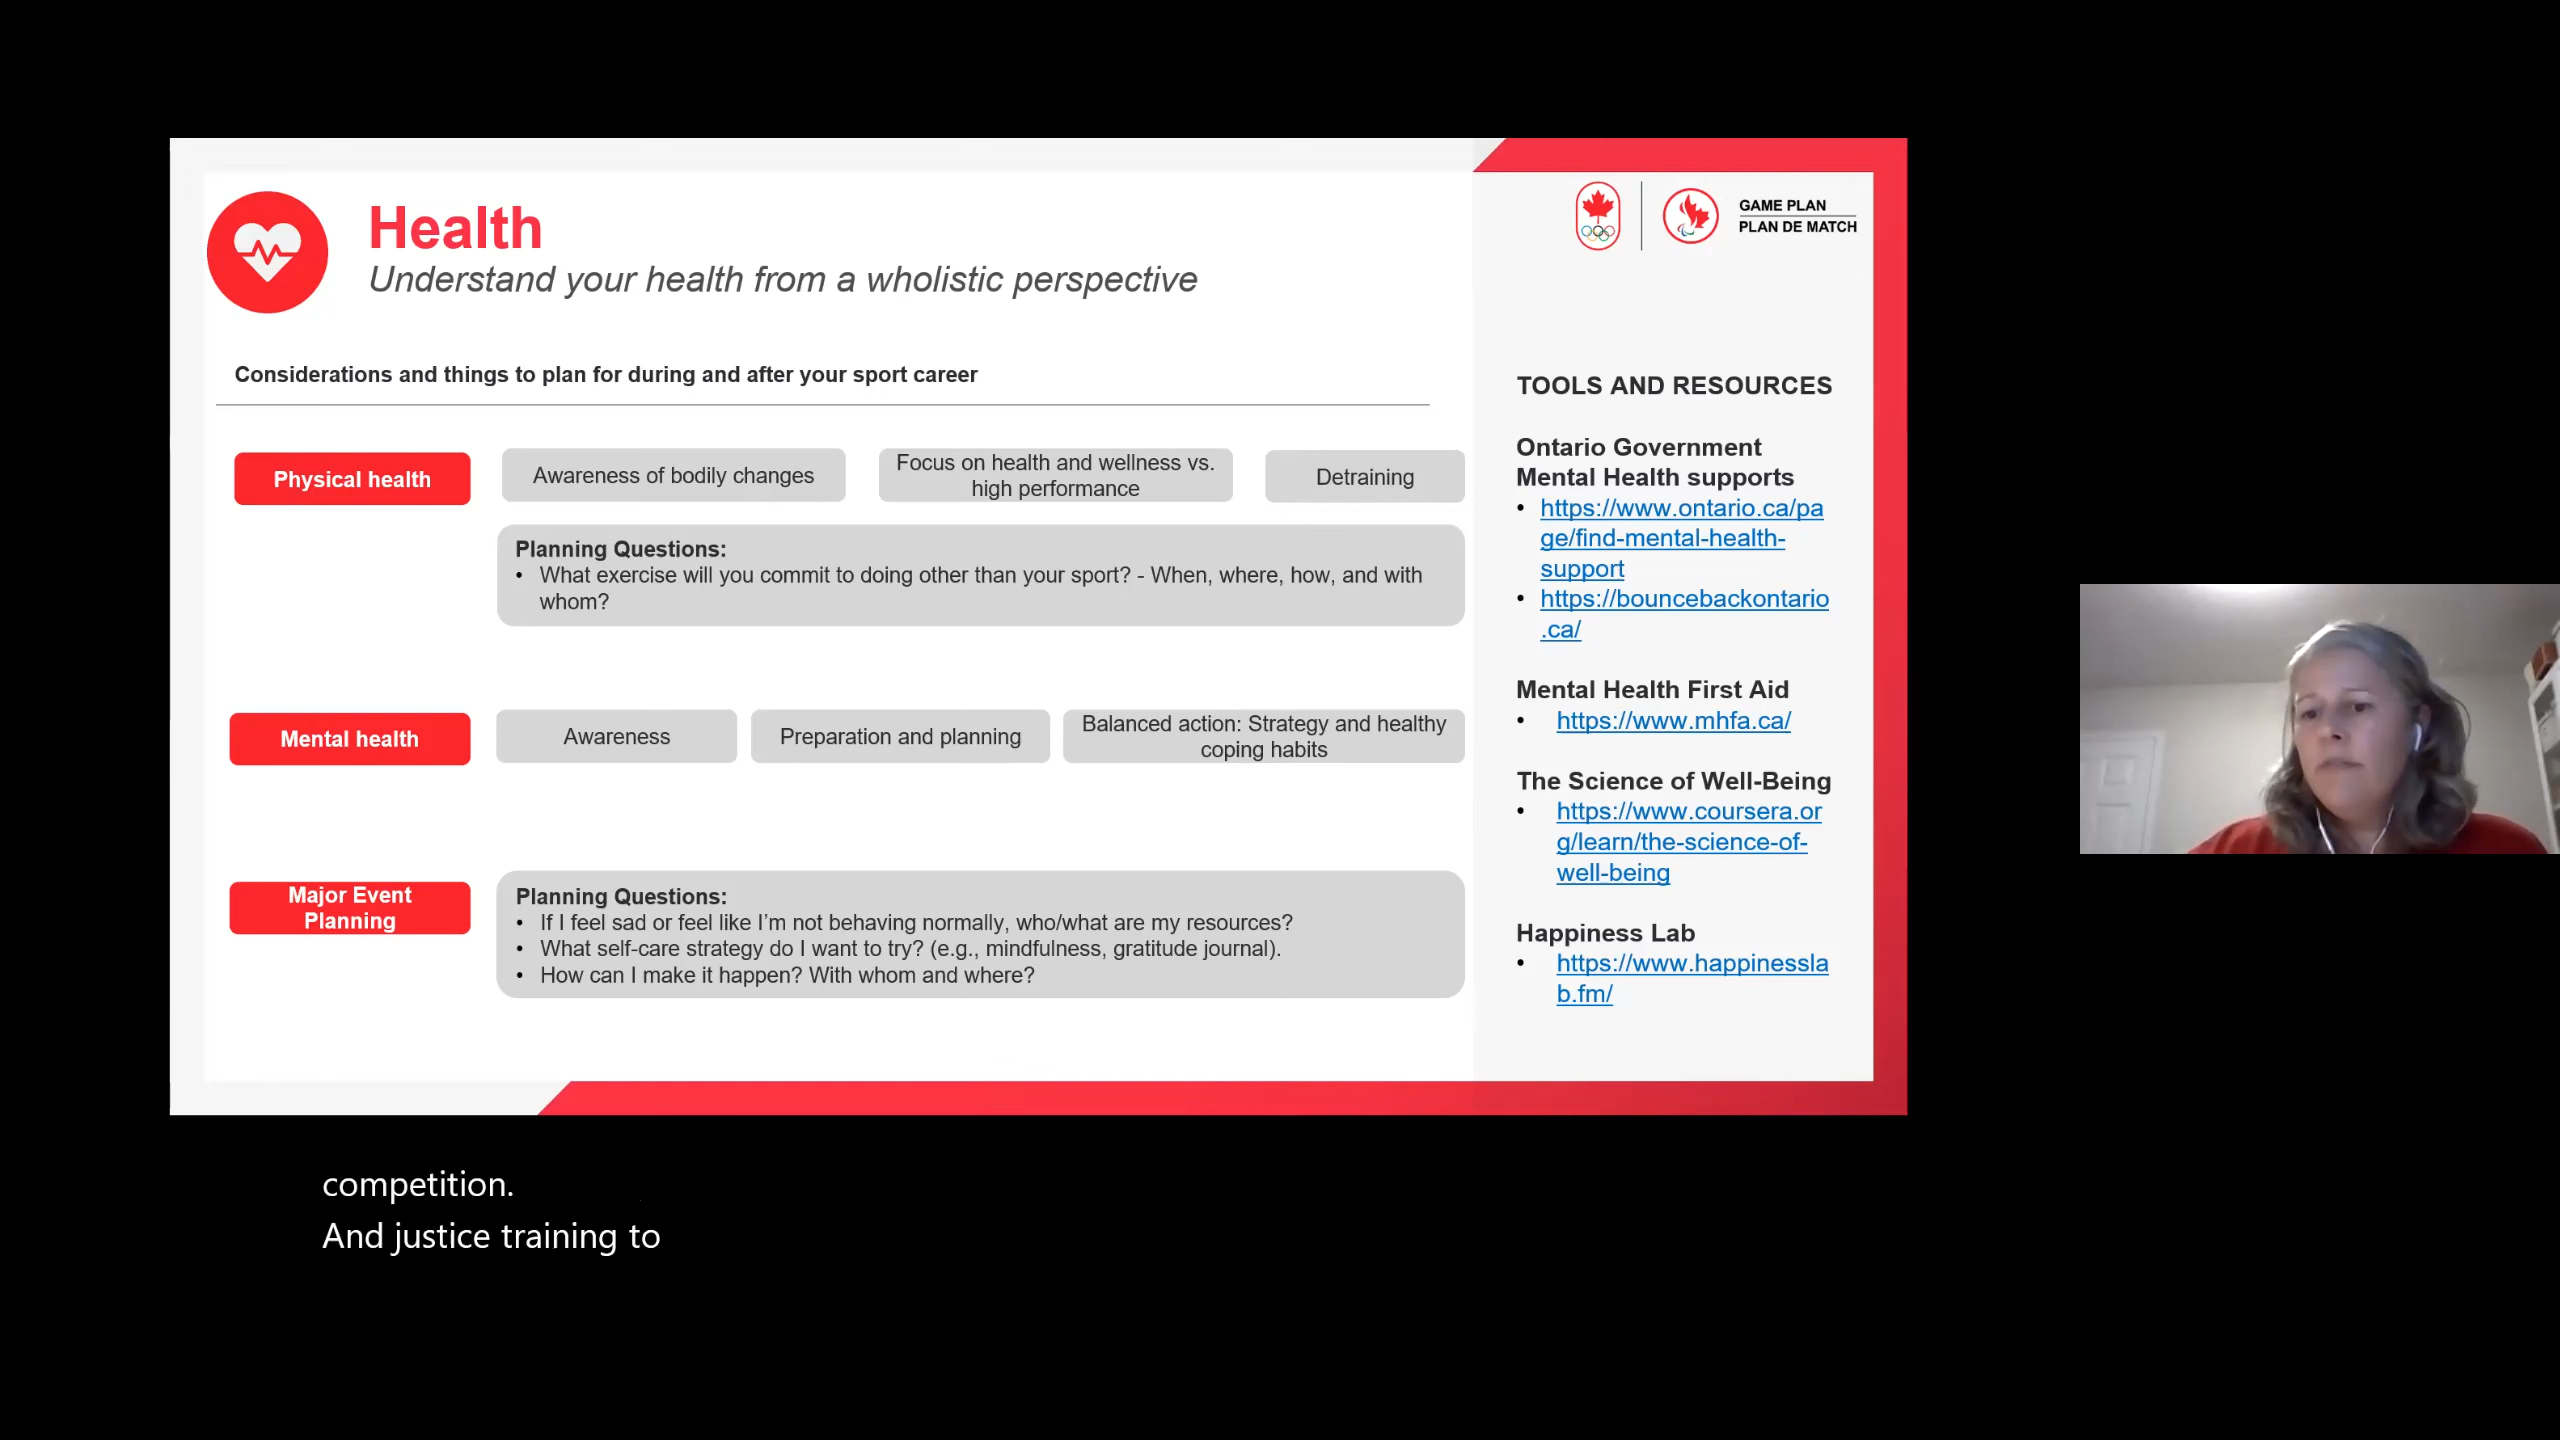 Health
Understand your health from a wholistic perspective
Considerations and things to plan for during and after your sport career
Physical health
Awareness of bodily changes
Focus on health and wellness vs.
high performance
Detraining
Planning Questions:
• What exercise will you commit to doing other than your sport? - When, where, how, and with
whom?
Mental health
Awareness
Preparation and planning
Balanced action: Strategy and healthy
coping habits
Major Event
Planning
Planning Questions:
• If I feel sad or feel like I’m not behaving normally, who/what are my resources?
• What self-care strategy do I want to try? (e.g., mindfulness, gratitude journal).
• How can I make it happen? With whom and where?
GAME PLAN
PLAN DE MATCH
TOOLS AND RESOURCES
Ontario Government
Mental Health supports
• https://www.ontario.ca/pa
ge/find-mental-health-
support
• https://bouncebackontario
.ca/
Mental Health First Aid
• https://www.mhfa.ca/
The Science of Well-Being
• https://www.coursera.or
g/learn/the-science-of-
well-being
Happiness Lab
• https://www.happinessla
b.fm/
competition.
And justice training to